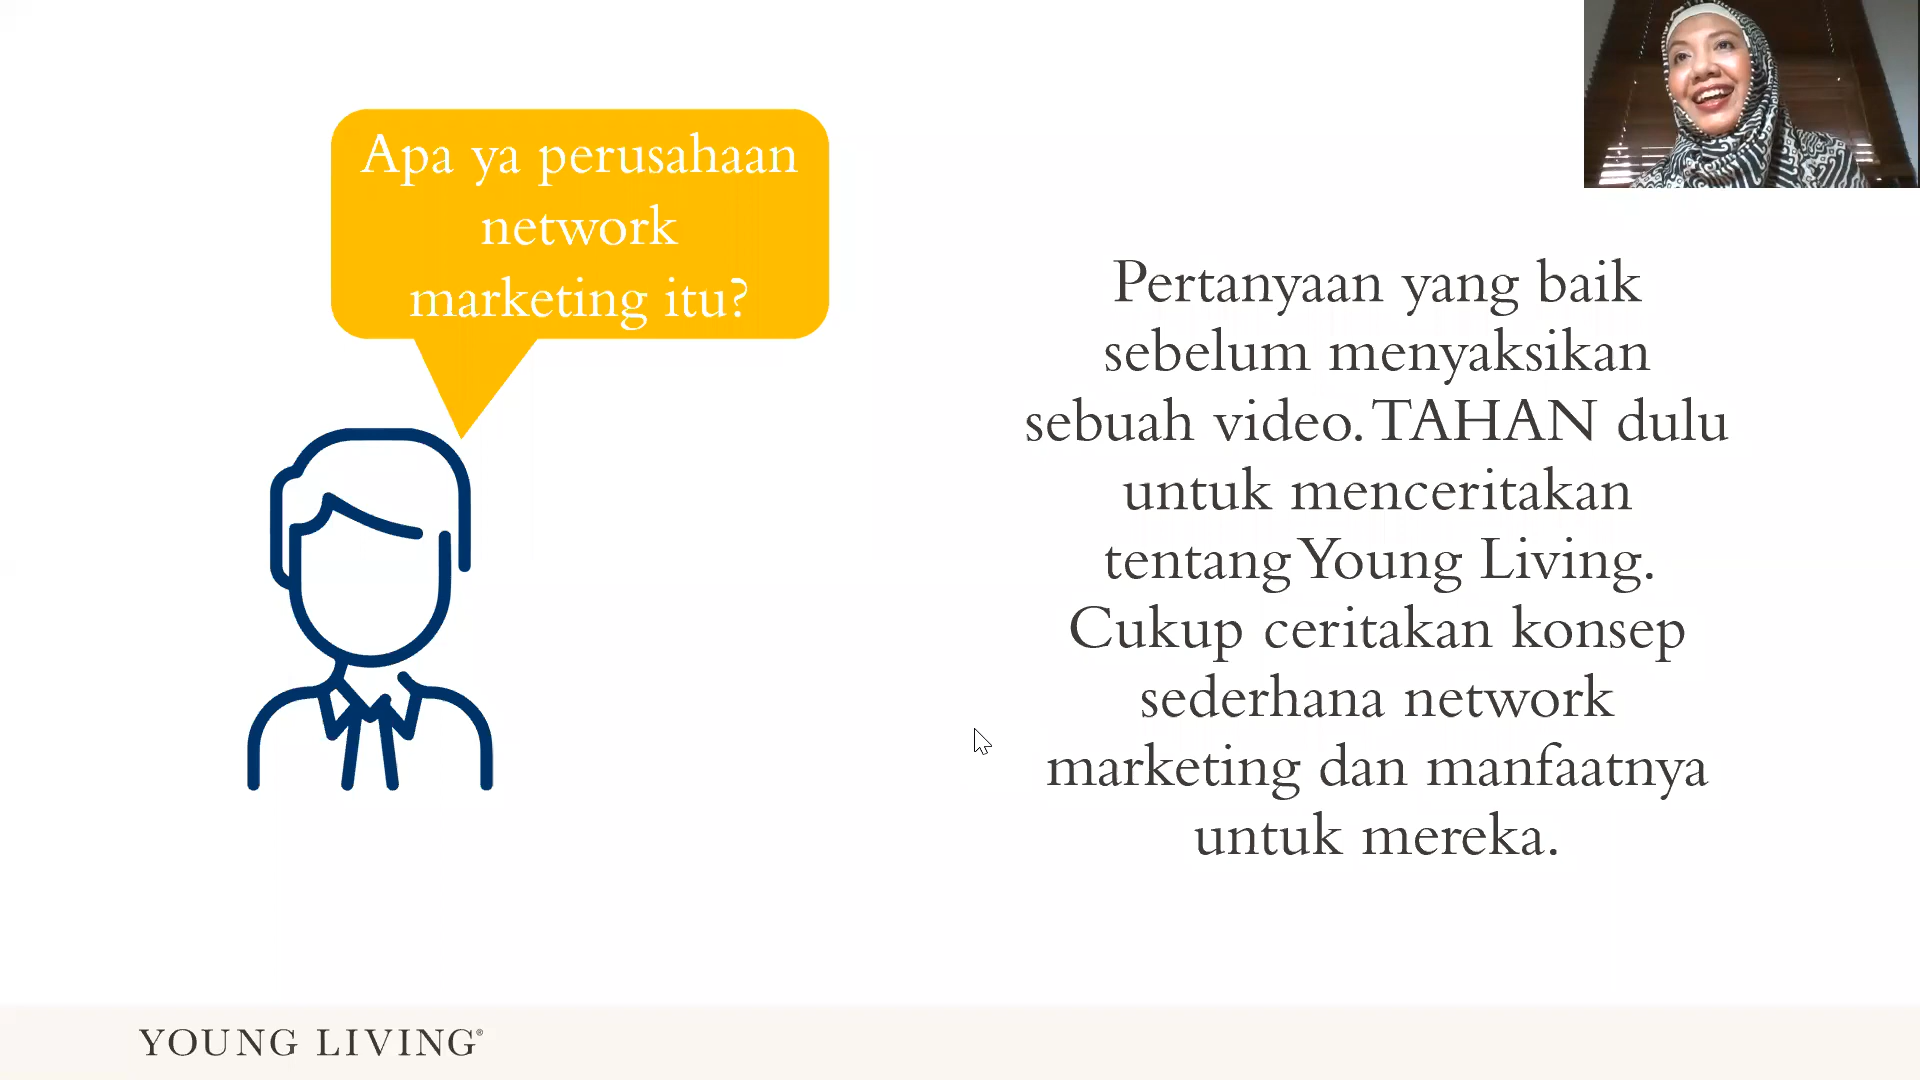 Apa ya perusahaan
network
marketing itu?
Pertanyaan yang baik
sebelum menyaksikan
sebuah video. TAHAN dulu
untuk menceritakan
tentang Young Living.
Cukup ceritakan konsep
sederhana network
marketing dan manfaatnya
untuk mereka.
YOUNG LIVING®